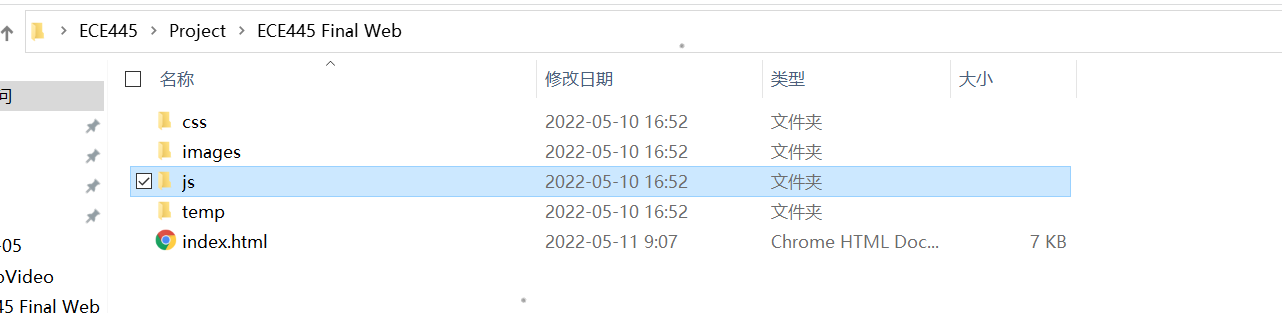 ECE445 Project ECE445 Final Web
名称 修改日期 类型 大小
问
css 2022-05-10 16:52 文件夹
images 2022-05-10 16:52 文件夹
js 2022-05-10 16:52 文件夹
temp 2022-05-10 16:52 文件夹
index.html 2022-05-11 9:07 Chrome HTML Doc... 7 KB
-05
oVideo
45 Final Web